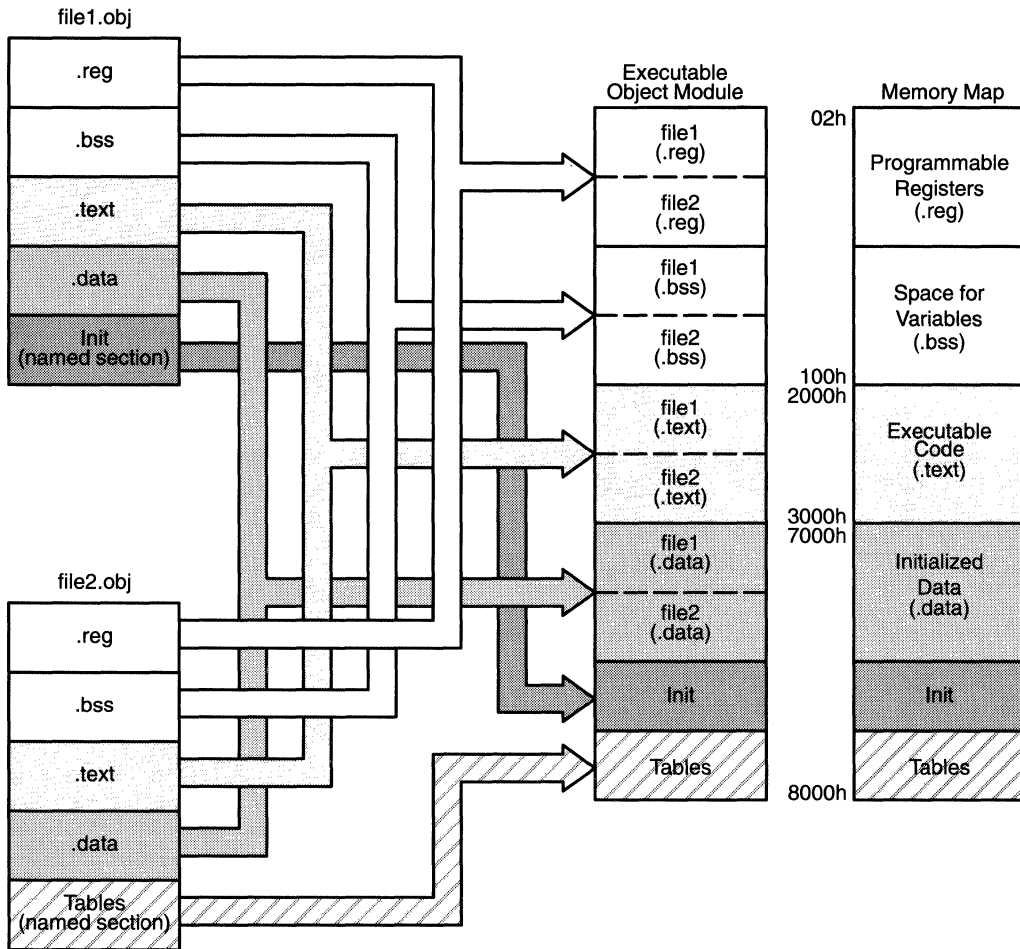 file1.obj
.reg
.bss
.text
.data
Init
(named section)
file2.obj
.reg
.bss
.text
.data
Tables
(named section)
Executable
Object Module
file1
(.reg)
file2
(.reg)
file1
(.bss)
file2
(.bss)
file1
(.text)
file2
(.text)
file1
(.data)
file2
(.data)
Init
Tables
Memory Map
02h
Programmable
Registers
(.reg)
Space for
Variables
(.bss)
100h
2000h
Executable
Code
(.text)
3000h
7000h
Initialized
Data
(.data)
Init
Tables
8000h